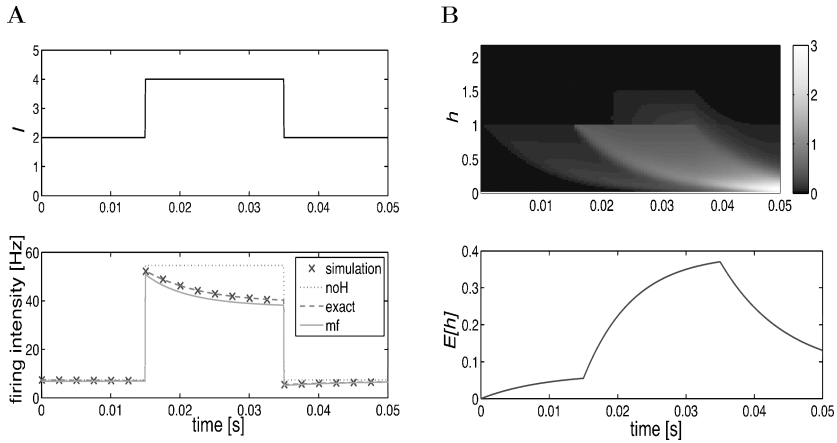 A
5
4
3
2
1
0
I
0 0.01 0.02 0.03 0.04 0.05
60
40
20
0
firing intensity [Hz]
× simulation
noH
exact
mf
0 0.01 0.02 0.03 0.04 0.05
time [s]
B
2
1.5
1
0.5
0
h
0.01 0.02 0.03 0.04 0.05
3
2
1
0
0.4
0.3
0.2
0.1
0
E[h]
0 0.01 0.02 0.03 0.04 0.05
time [s]